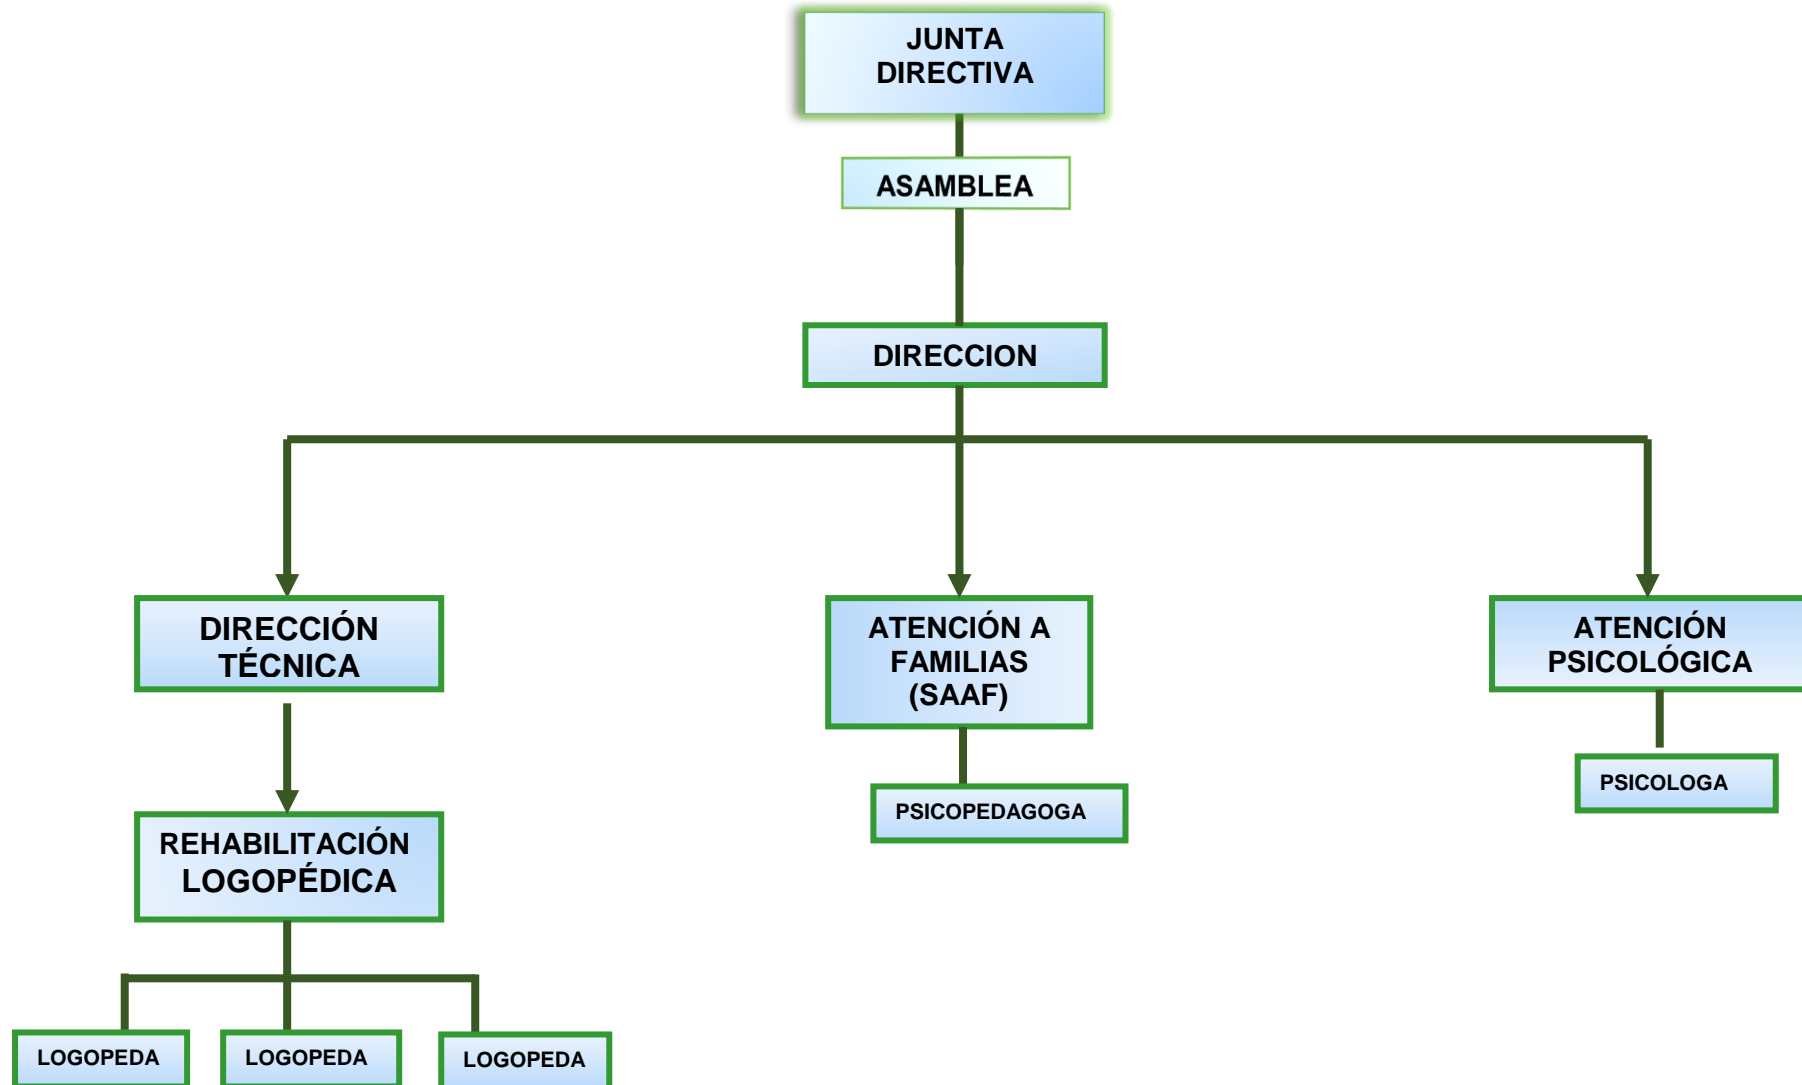 JUNTA
DIRECTIVA
ASAMBLEA
DIRECCION
DIRECCIÓN
TÉCNICA
ATENCIÓN A
FAMILIAS
(SAAF)
ATENCIÓN
PSICOLÓGICA
PSICOPEDAGOGA
PSICOLOGA
REHABILITACIÓN
LOGOPÉDICA
LOGOPEDA
LOGOPEDA
LOGOPEDA